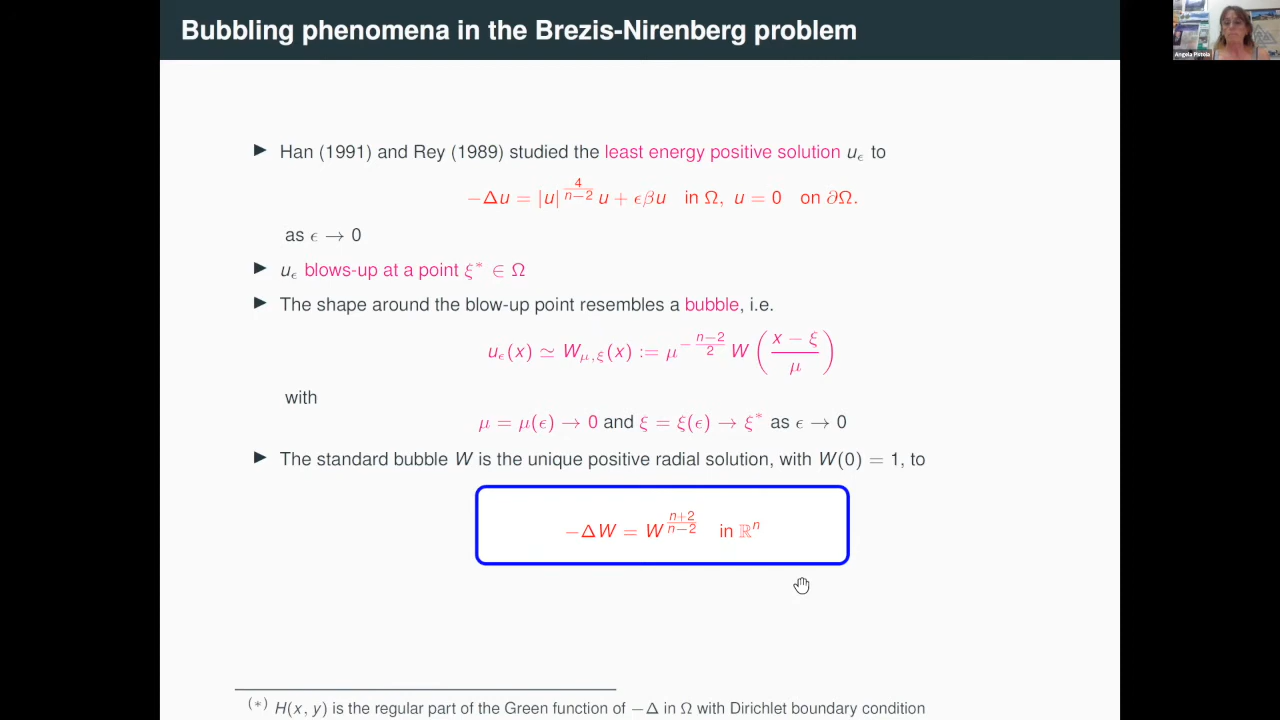 Bubbling phenomena in the Brezis-Nirenberg problem
Angela Pistoia
▶ Han (1991) and Rey (1989) studied the least energy positive solution u_ϵ to
−Δu = |u|^{4/(n−2)} u + ϵβu in Ω, u = 0 on ∂Ω.
as ϵ → 0
▶ u_ϵ blows-up at a point ξ* ∈ Ω
▶ The shape around the blow-up point resembles a bubble, i.e.
u_ϵ(x) ≃ W_{μ,ξ}(x) := μ^{−(n−2)/2} W((x − ξ)/μ)
with
μ = μ(ϵ) → 0 and ξ = ξ(ϵ) → ξ* as ϵ → 0
▶ The standard bubble W is the unique positive radial solution, with W(0) = 1, to
−ΔW = W^{(n+2)/(n−2)} in ℝⁿ
(*) H(x, y) is the regular part of the Green function of −Δ in Ω with Dirichlet boundary condition